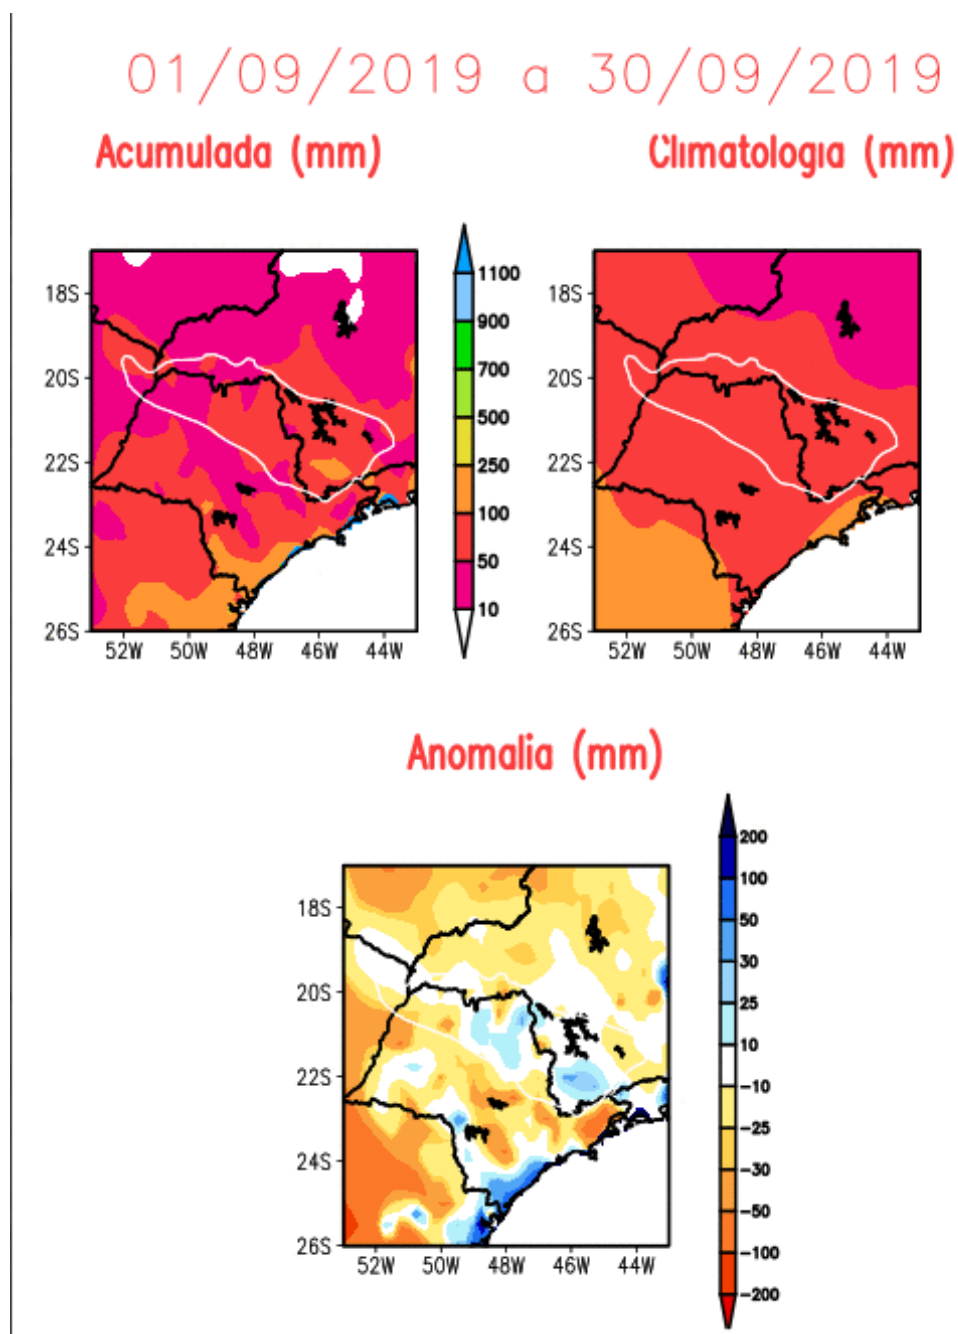 01/09/2019 a 30/09/2019
Acumulada (mm)
Climatologia (mm)
18S
20S
22S
24S
26S
52W 50W 48W 46W 44W
1100
900
700
500
250
100
50
10
18S
20S
22S
24S
26S
52W 50W 48W 46W 44W
Anomalia (mm)
18S
20S
22S
24S
26S
52W 50W 48W 46W 44W
200
100
50
30
25
10
-10
-25
-30
-50
-100
-200